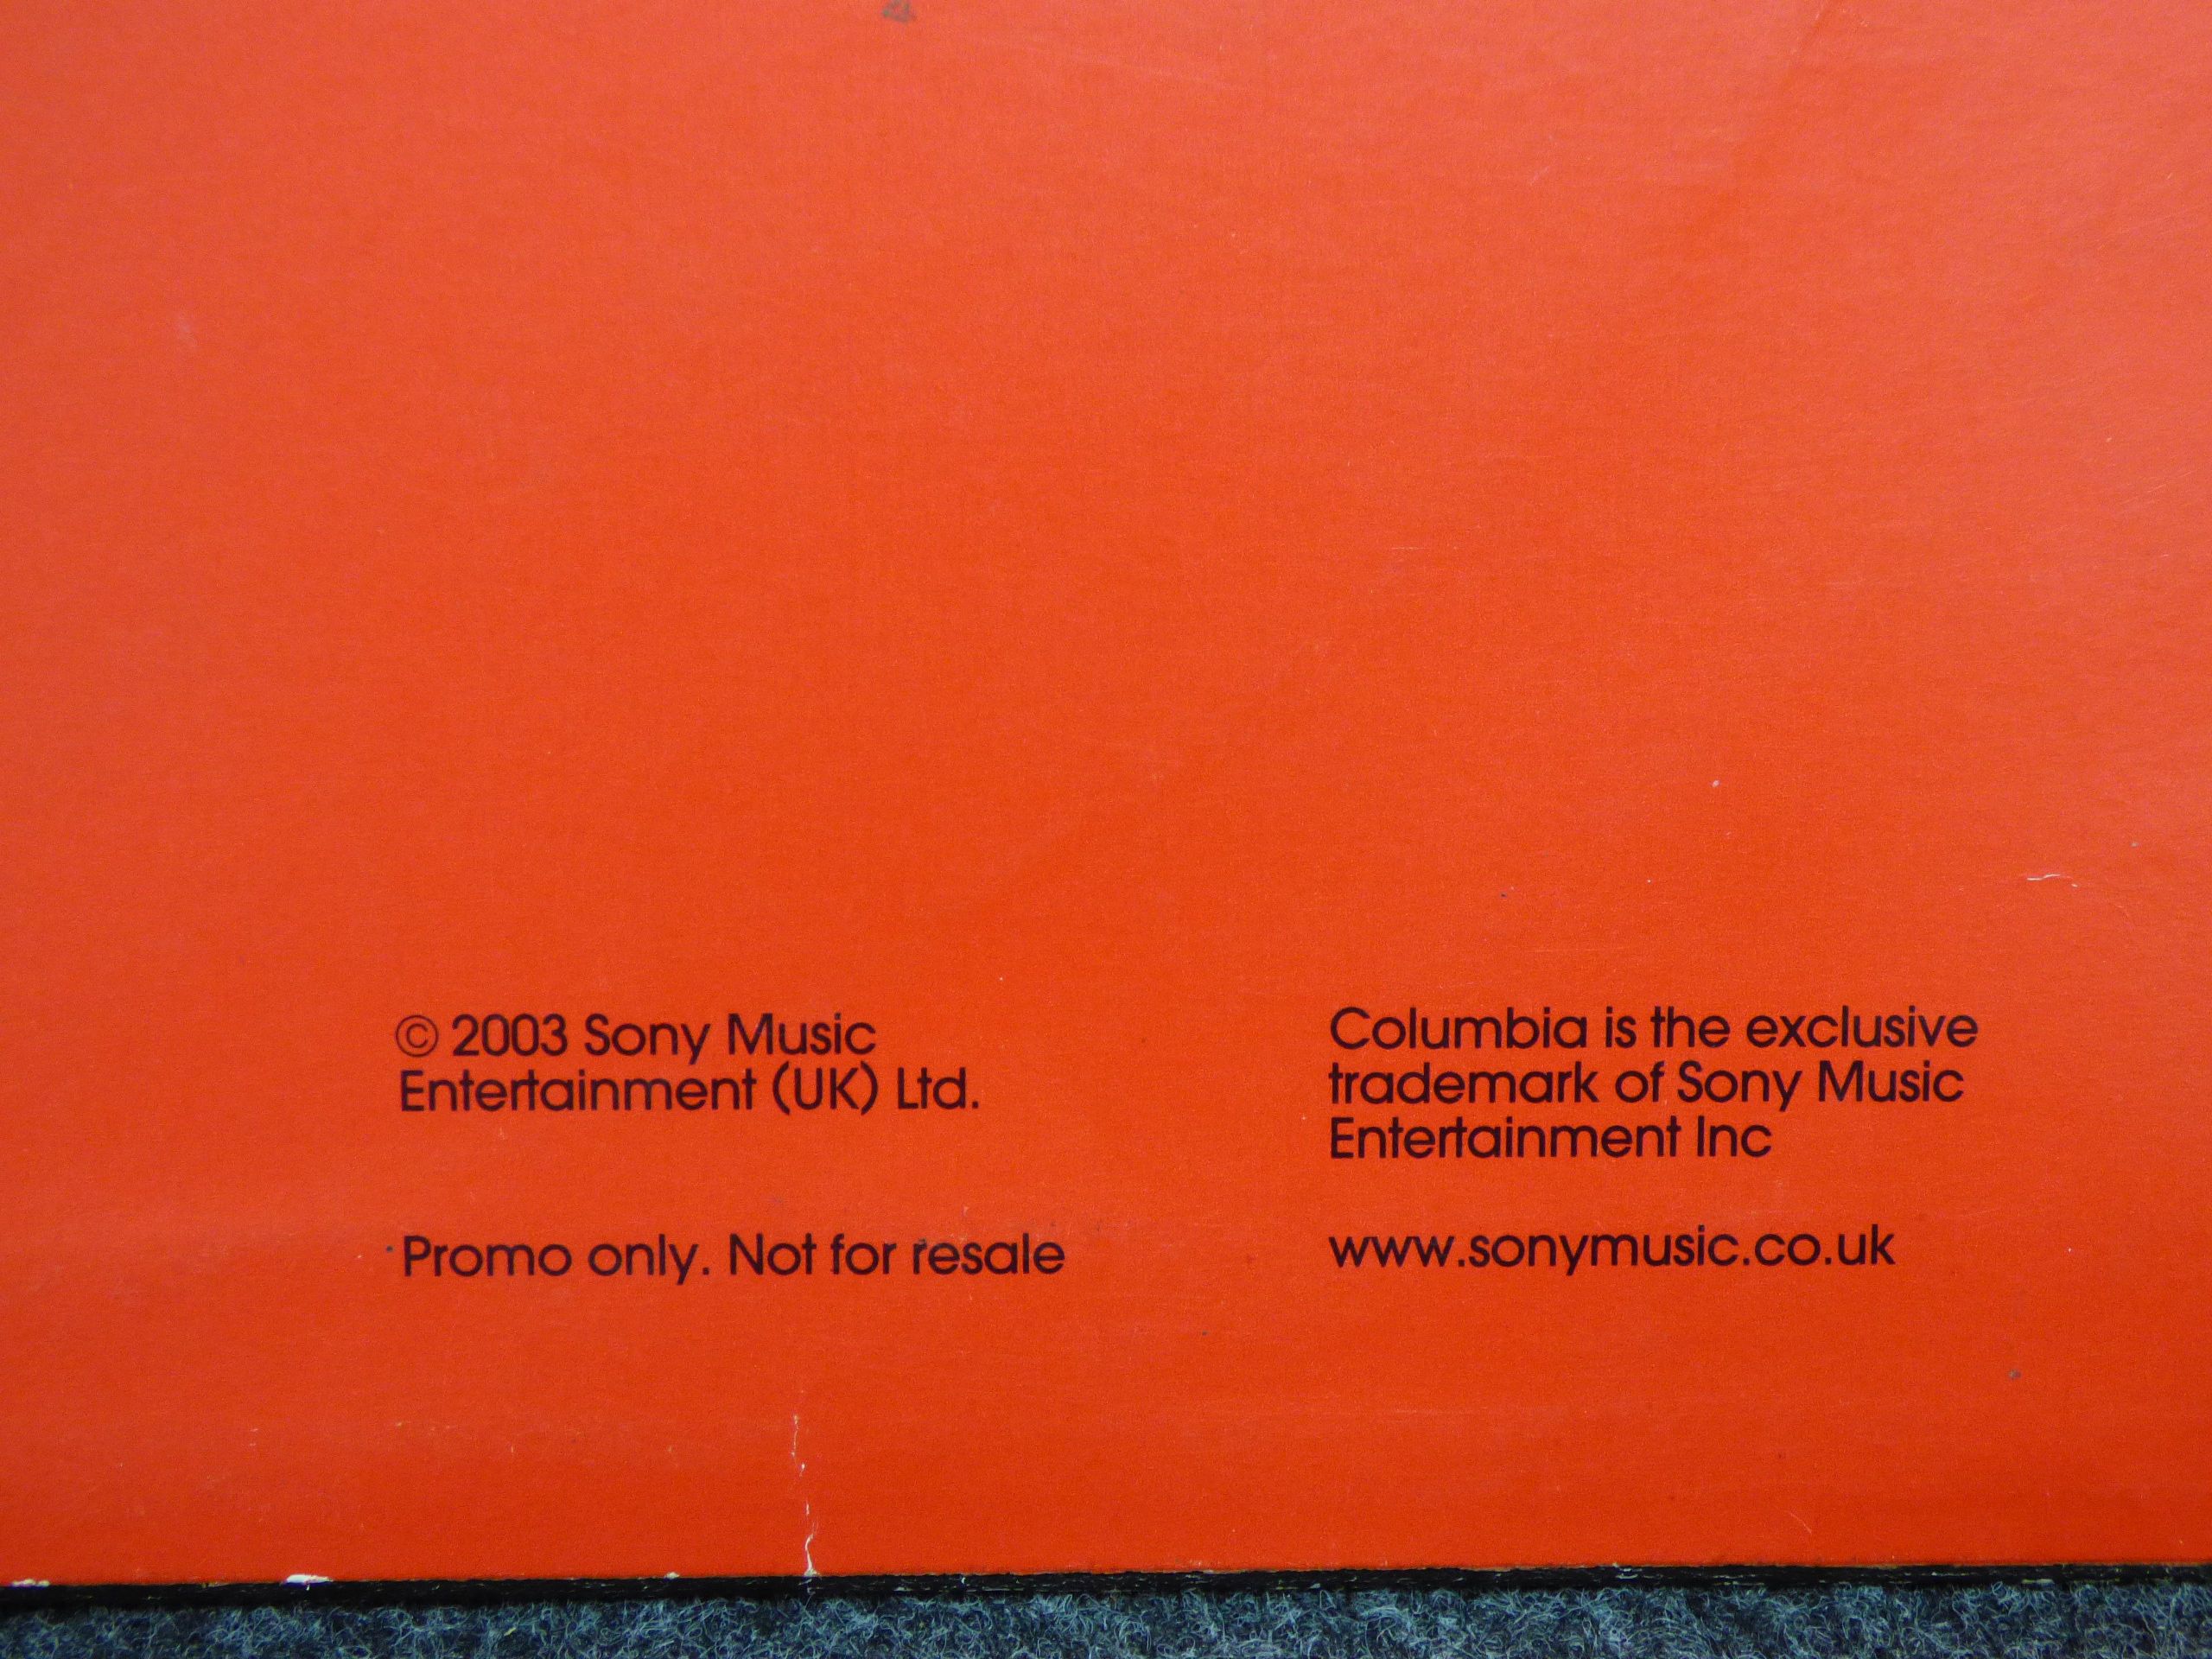 © 2003 Sony Music
Entertainment (UK) Ltd.
Promo only. Not for resale
Columbia is the exclusive
trademark of Sony Music
Entertainment Inc
www.sonymusic.co.uk